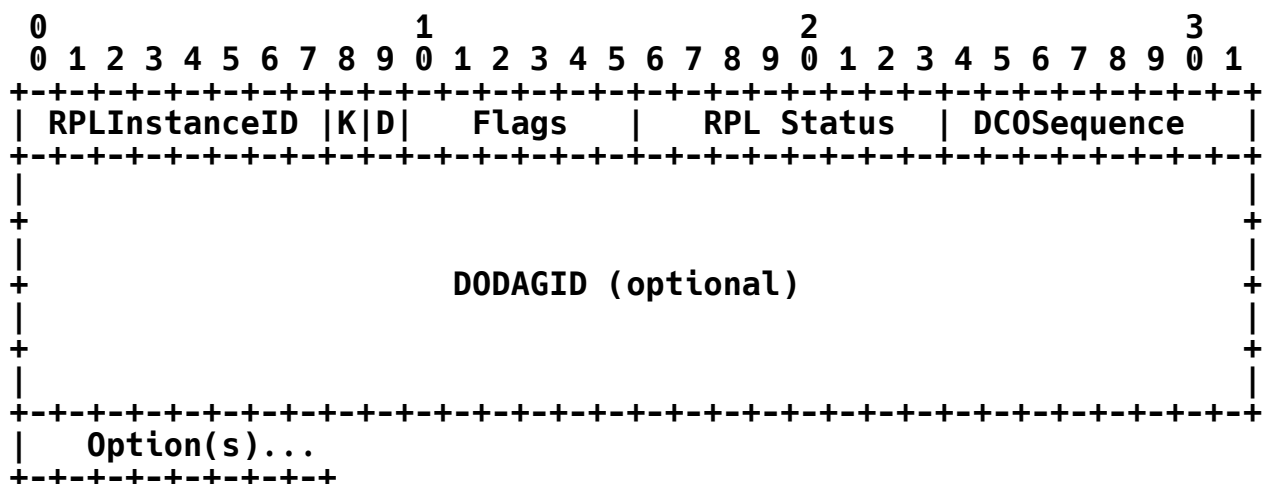 0                   1                   2                   3
 0 1 2 3 4 5 6 7 8 9 0 1 2 3 4 5 6 7 8 9 0 1 2 3 4 5 6 7 8 9 0 1
+-+-+-+-+-+-+-+-+-+-+-+-+-+-+-+-+-+-+-+-+-+-+-+-+-+-+-+-+-+-+-+-+
| RPLInstanceID |K|D|   Flags   |   RPL Status  | DCOSequence   |
+-+-+-+-+-+-+-+-+-+-+-+-+-+-+-+-+-+-+-+-+-+-+-+-+-+-+-+-+-+-+-+-+
|                                                               |
+                                                               +
|                                                               |
+                      DODAGID (optional)                       +
|                                                               |
+                                                               +
|                                                               |
+-+-+-+-+-+-+-+-+-+-+-+-+-+-+-+-+-+-+-+-+-+-+-+-+-+-+-+-+-+-+-+-+
|   Option(s)...
+-+-+-+-+-+-+-+-+